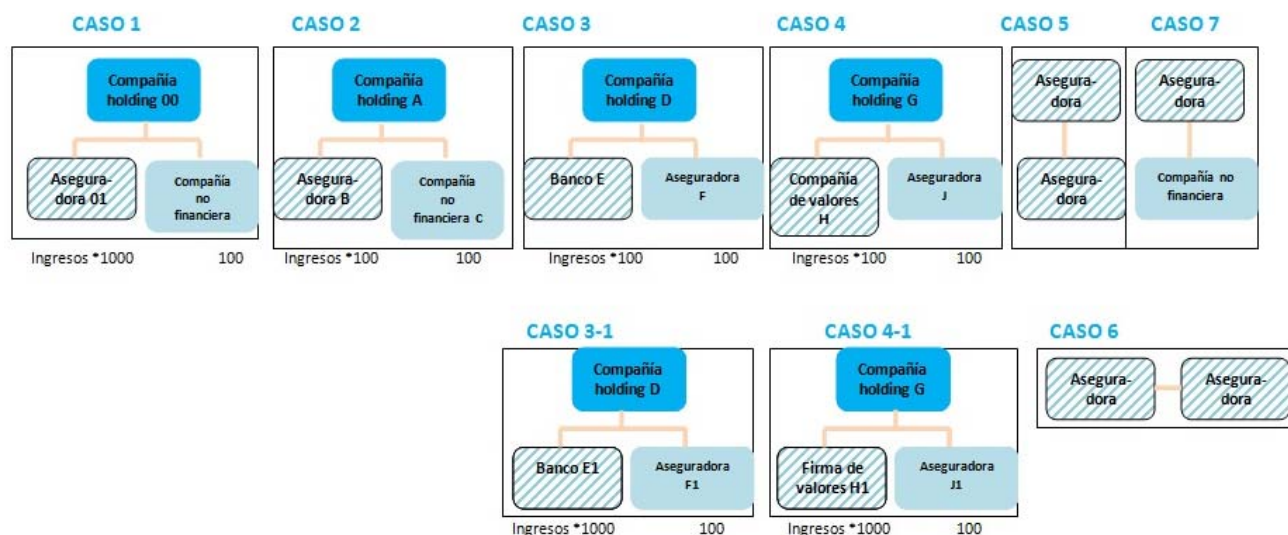 CASO 1
CASO 2
CASO 3
CASO 4
CASO 5
CASO 7
Compañía
holding 00
Asegura-
dora 01
Compañía
no
financiera
Ingresos *1000 100
Compañía
holding A
Asegura-
dora B
Compañía
no
financiera C
Ingresos *100 100
Compañía
holding D
Banco E
Aseguradora
F
Ingresos *100 100
Compañía
holding G
Compañía
de valores
H
Aseguradora
J
Ingresos *100 100
Asegura-
dora
Asegura-
dora
Asegura-
dora
Compañía no
financiera
CASO 3-1
CASO 4-1
CASO 6
Compañía
holding D
Banco E1
Aseguradora
F1
Ingresos *1000 100
Compañía
holding G
Firma de
valores H1
Aseguradora
J1
Ingresos *1000 100
Asegura-
dora
Asegura-
dora